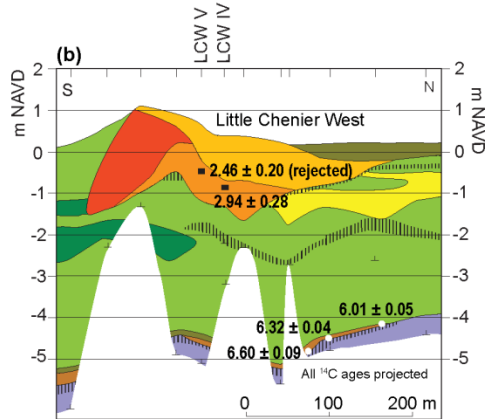 LCW V
LCW IV
(b)
2
1
0
-1
-2
-3
-4
-5
m NAVD
S
N
Little Chenier West
2.46 ± 0.20 (rejected)
2.94 ± 0.28
6.01 ± 0.05
6.32 ± 0.04
6.60 ± 0.09
All ¹⁴C ages projected
0 100 200 m
2
1
0
-1
-2
-3
-4
-5
m NAVD